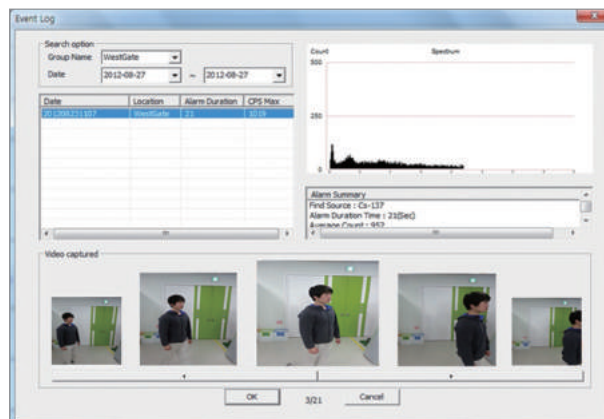 Event Log
Search option
Group Name WestGate
Date 2012-08-27 ~ 2012-08-27
Date Location Alarm Duration CPS Max
WestGate 21 1019
Count Spectrum
500
250
0
Alarm Summary
Find Source : Cs-137
Alarm Duration Time : 21(Sec)
Average Count : 952
Video captured
OK 3/21 Cancel